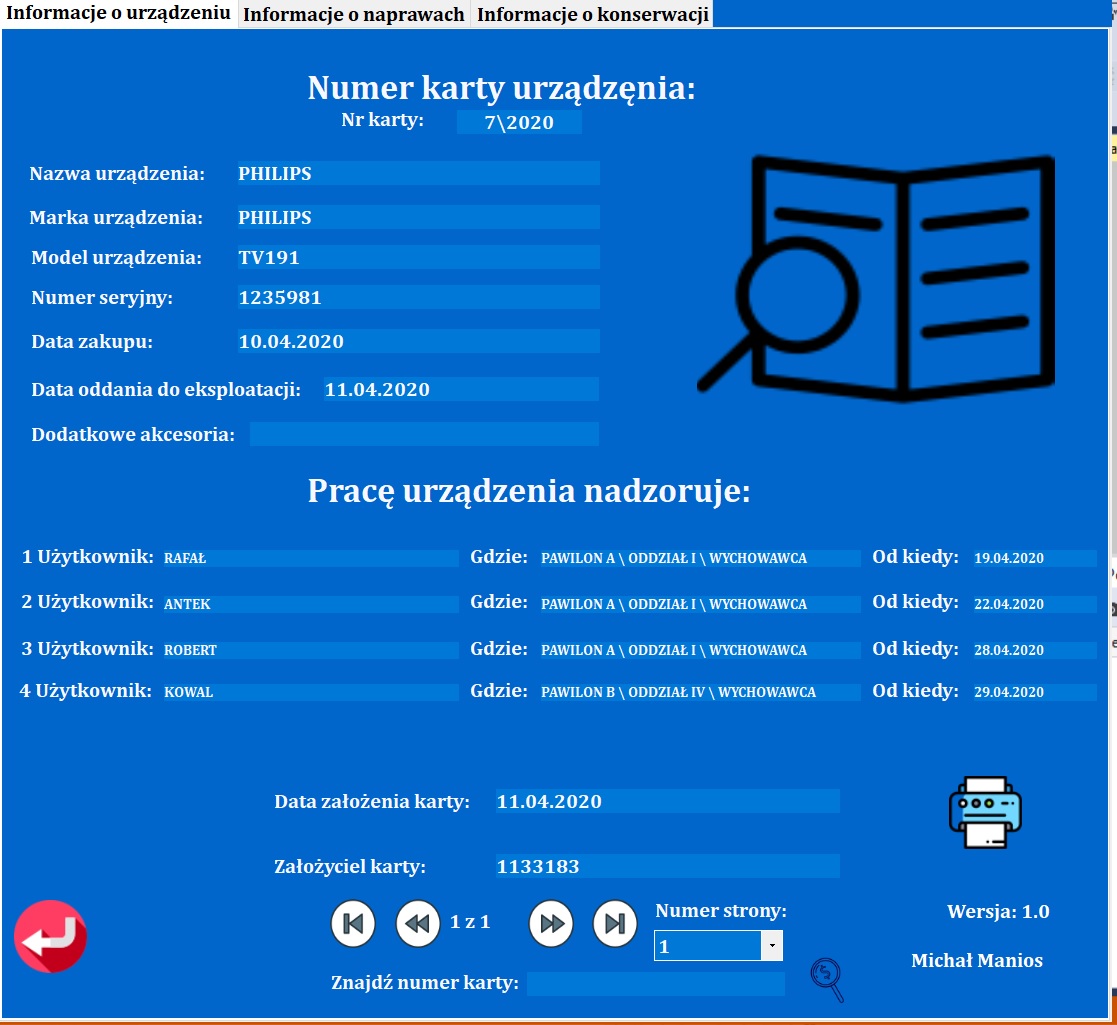 Informacje o urządzeniu Informacje o naprawach Informacje o konserwacji
Numer karty urządzęnia:
Nr karty: 7\2020
Nazwa urządzenia: PHILIPS
Marka urządzenia: PHILIPS
Model urządzenia: TV191
Numer seryjny: 1235981
Data zakupu: 10.04.2020
Data oddania do eksploatacji: 11.04.2020
Dodatkowe akcesoria:
Pracę urządzenia nadzoruje:
1 Użytkownik: RAFAŁ Gdzie: PAWILON A \ ODDZIAŁ I \ WYCHOWAWCA Od kiedy: 19.04.2020
2 Użytkownik: ANTEK Gdzie: PAWILON A \ ODDZIAŁ I \ WYCHOWAWCA Od kiedy: 22.04.2020
3 Użytkownik: ROBERT Gdzie: PAWILON A \ ODDZIAŁ I \ WYCHOWAWCA Od kiedy: 28.04.2020
4 Użytkownik: KOWAL Gdzie: PAWILON B \ ODDZIAŁ IV \ WYCHOWAWCA Od kiedy: 29.04.2020
Data założenia karty: 11.04.2020
Założyciel karty: 1133183
1 z 1
Numer strony:
1
Wersja: 1.0
Michał Manios
Znajdź numer karty: